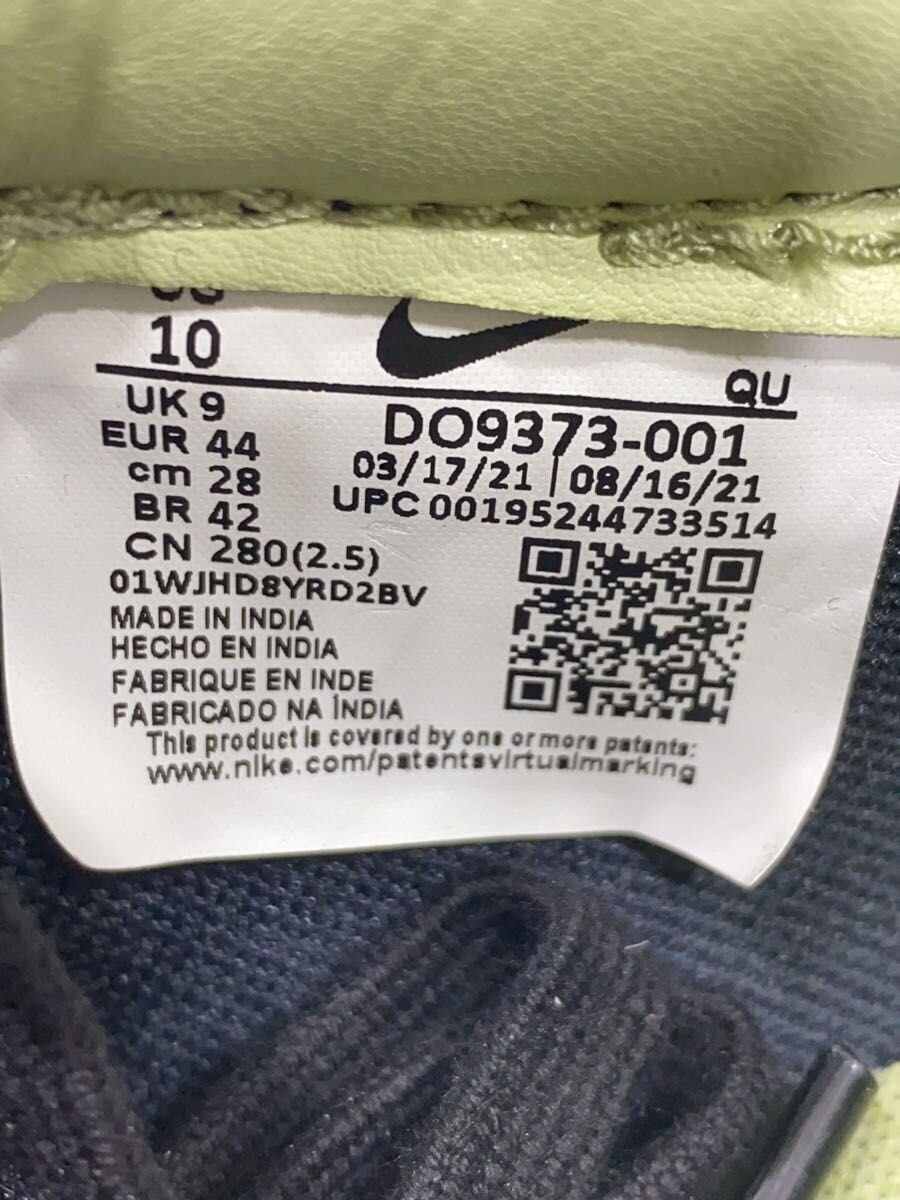 US
10
QU
UK 9
EUR 44
cm 28
BR 42
CN 280(2.5)
DO9373-001
03/17/21 | 08/16/21
UPC 00195244733514
01WJHD8YRD2BV
MADE IN INDIA
HECHO EN INDIA
FABRIQUE EN INDE
FABRICADO NA ÎNDIA
This product is covered by one or more patents:
www.nike.com/patentsvirtualmarking